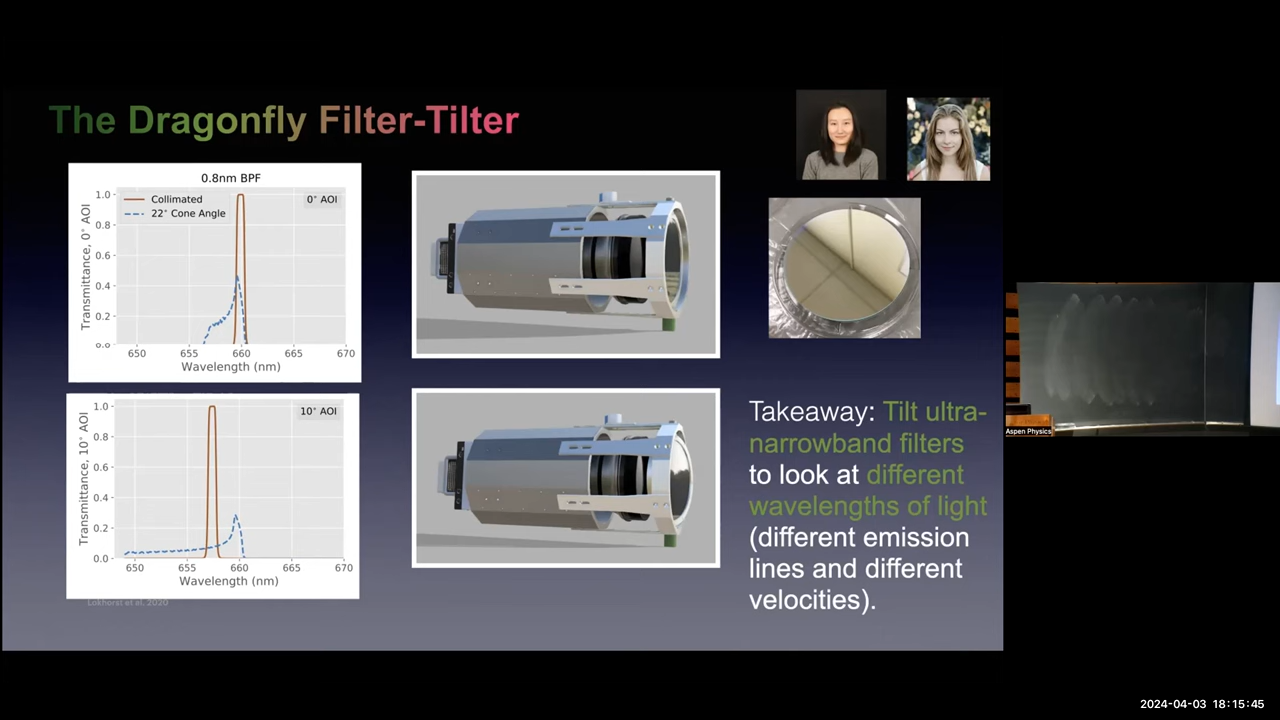 The Dragonfly Filter-Tilter
0.8nm BPF
Collimated
22° Cone Angle
0° AOI
Transmittance, 0° AOI
1.0
0.8
0.6
0.4
0.2
0.0
650 655 660 665 670
Wavelength (nm)
10° AOI
Transmittance, 10° AOI
1.0
0.8
0.6
0.4
0.2
0.0
650 655 660 665 670
Wavelength (nm)
Lokhorst et al. 2020
Takeaway: Tilt ultra-
narrowband filters
to look at different
wavelengths of light
(different emission
lines and different
velocities).
Aspen Physics
2024-04-03 18:15:45